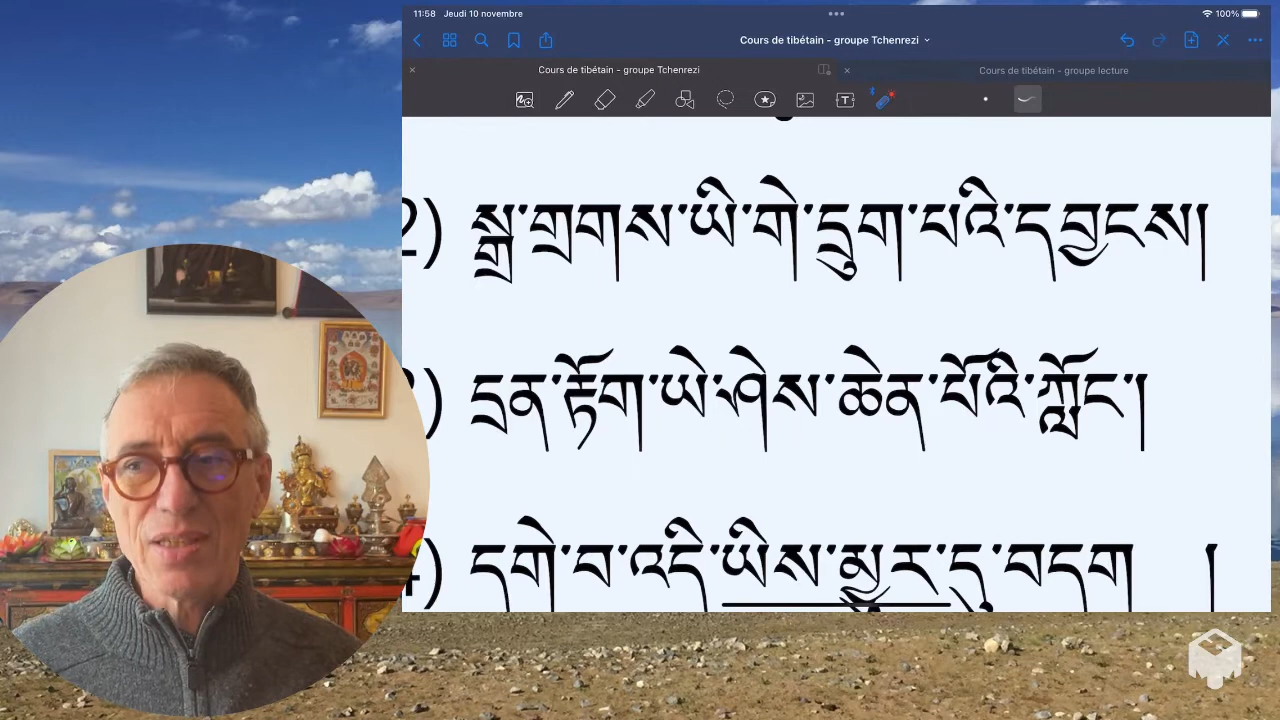 11:58 Jeudi 10 novembre
100%
Cours de tibétain - groupe Tchenrezi
Cours de tibétain - groupe Tchenrezi
Cours de tibétain - groupe lecture
2) སྒྲ་གྲགས་ཡི་གེ་དྲུག་པའི་དབྱངས།
) དྲན་རྟོག་ཡེ་ཤེས་ཆེན་པོའི་ཀློང་།
4) དགེ་བ་འདི་ཡིས་མྱུར་དུ་བདག །